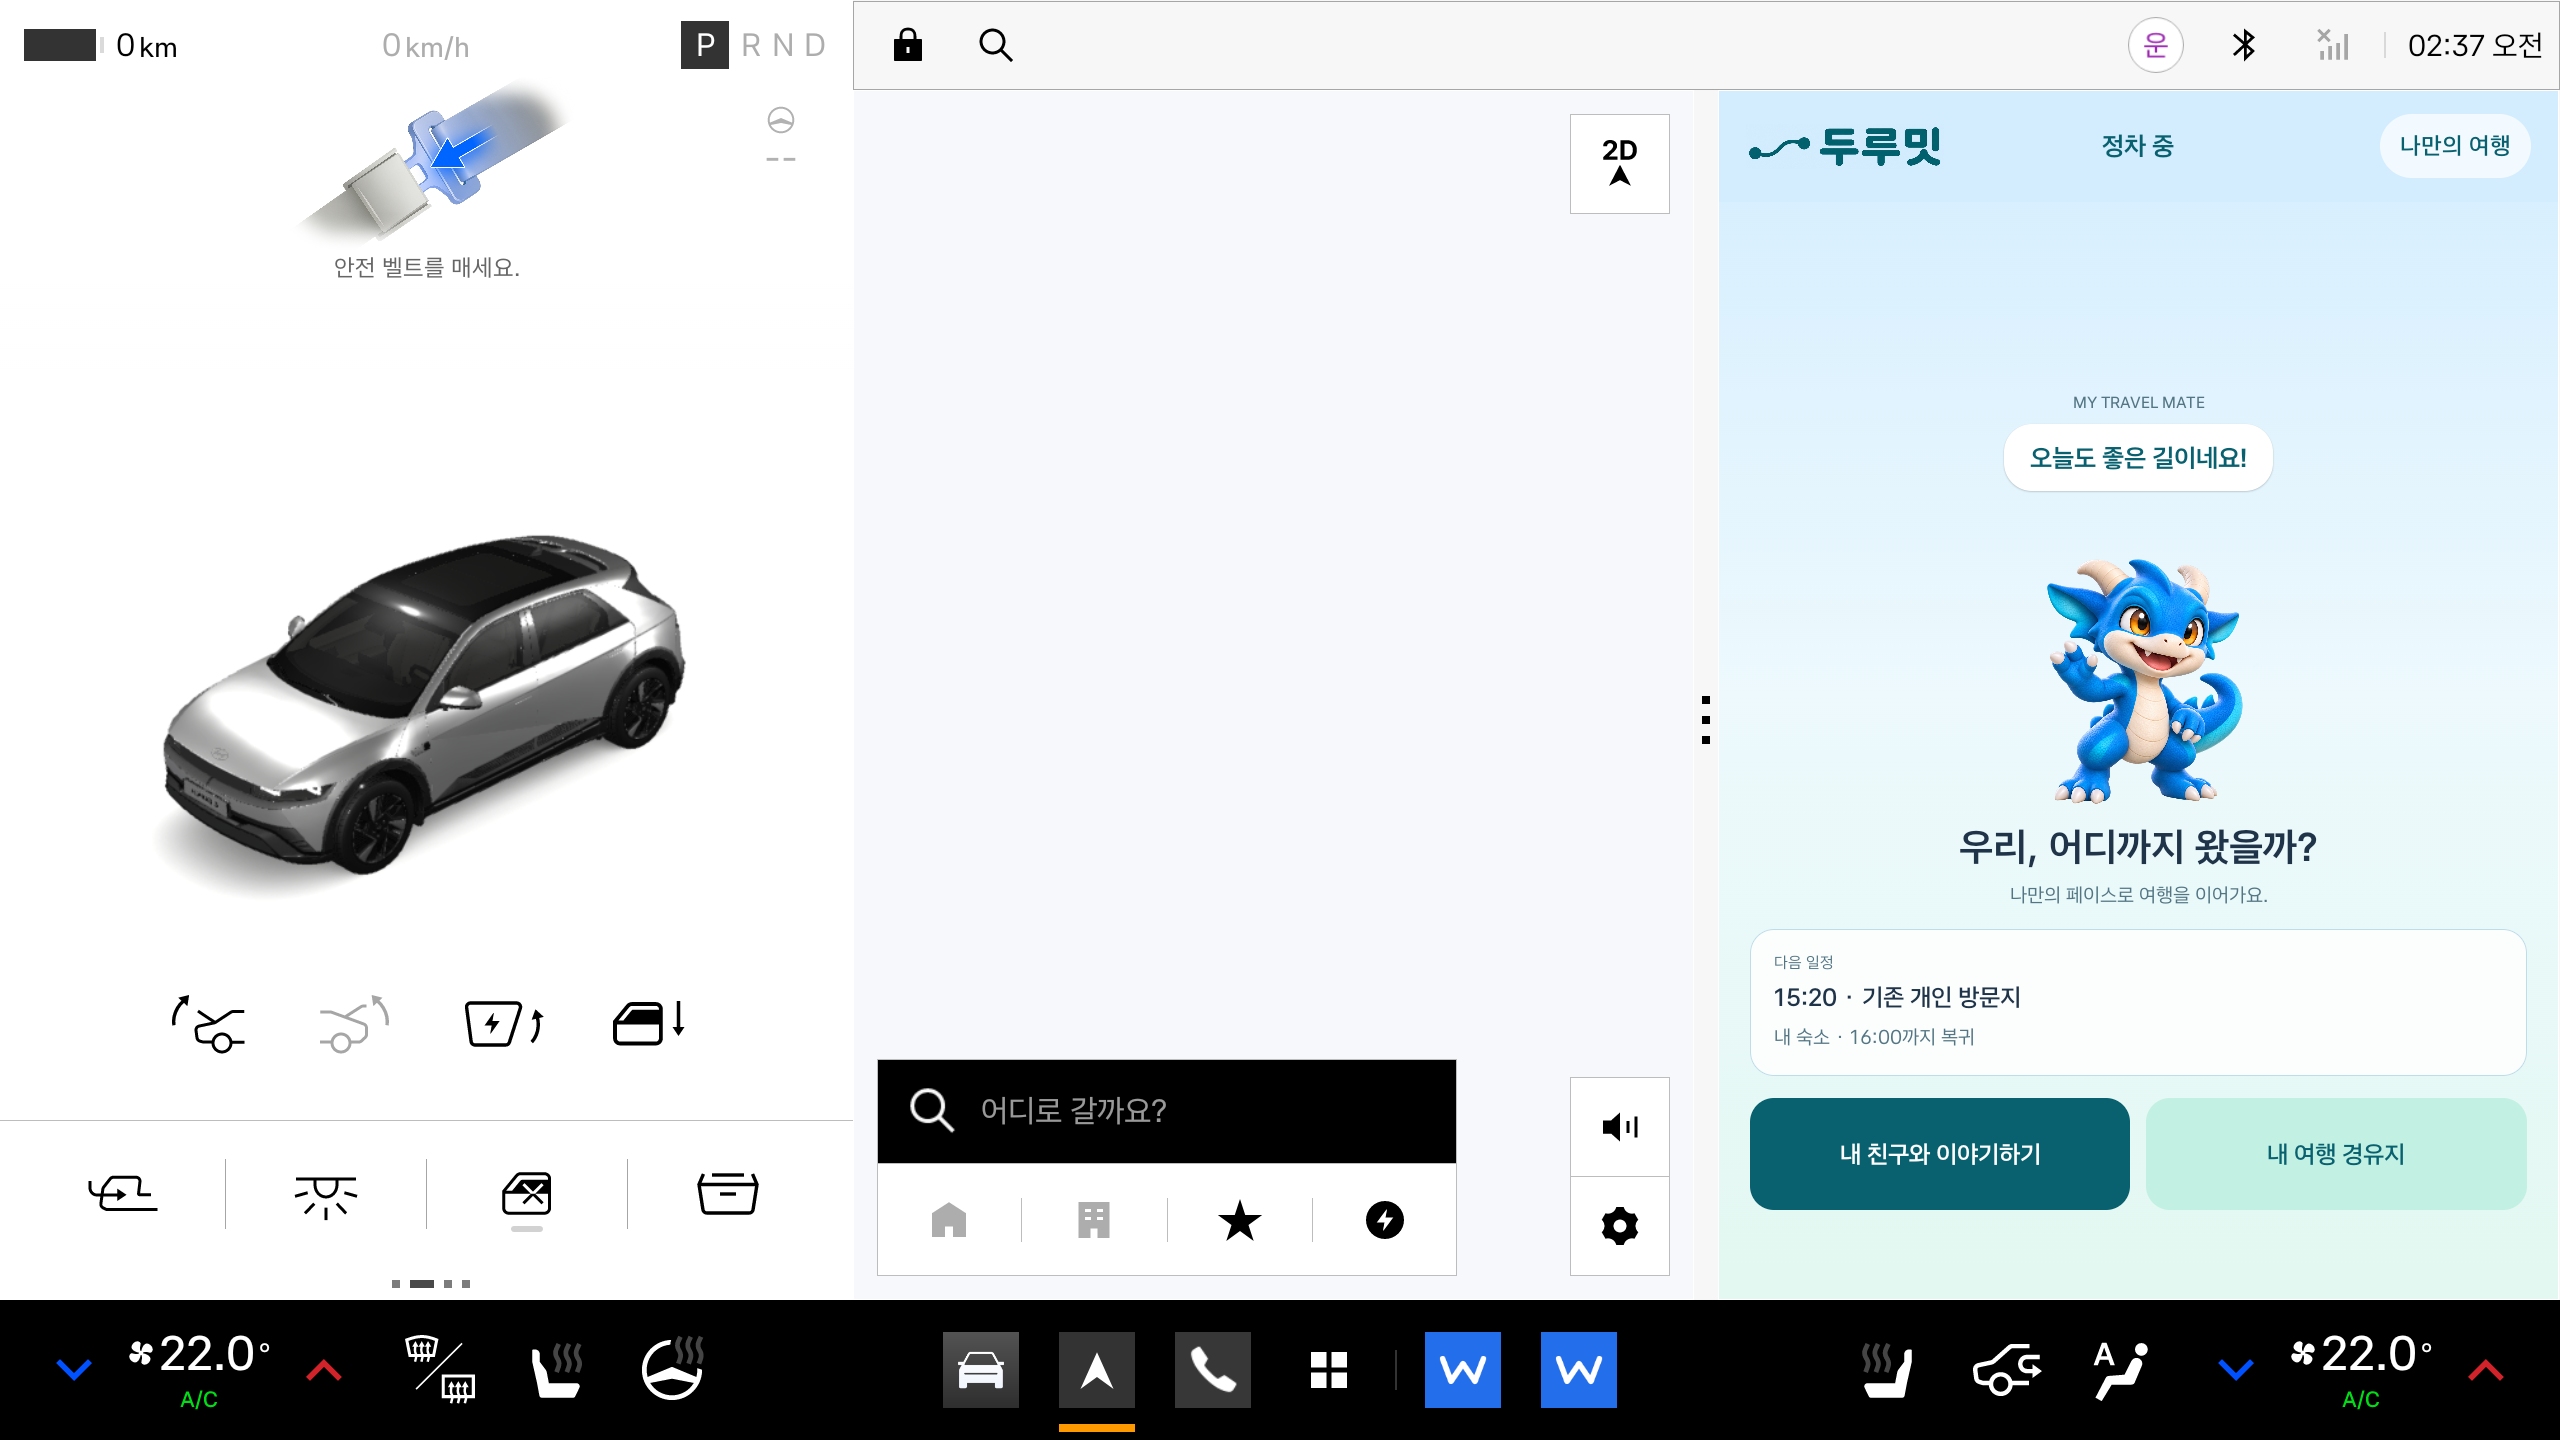 0 km
0 km/h
P R N D
안전 벨트를 매세요.
운
02:37 오전
2D
어디로 갈까요?
두루밋
정차 중
나만의 여행
MY TRAVEL MATE
오늘도 좋은 길이네요!
우리, 어디까지 왔을까?
나만의 페이스로 여행을 이어가요.
다음 일정
15:20 · 기존 개인 방문지
내 숙소 · 16:00까지 복귀
내 친구와 이야기하기
내 여행 경유지
22.0°
A/C
A
22.0°
A/C